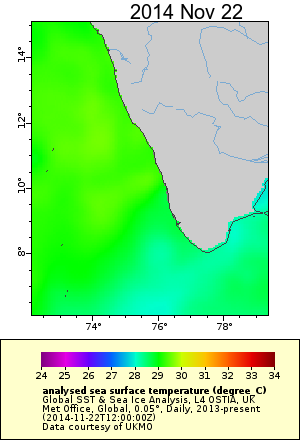 2014 Nov 22
14°
12°
10°
8°
74° 76° 78°
24 25 26 27 28 29 30 31 32 33 34
analysed sea surface temperature (degree_C)
Global SST & Sea Ice Analysis, L4 OSTIA, UK
Met Office, Global, 0.05°, Daily, 2013-present
(2014-11-22T12:00:00Z)
Data courtesy of UKMO